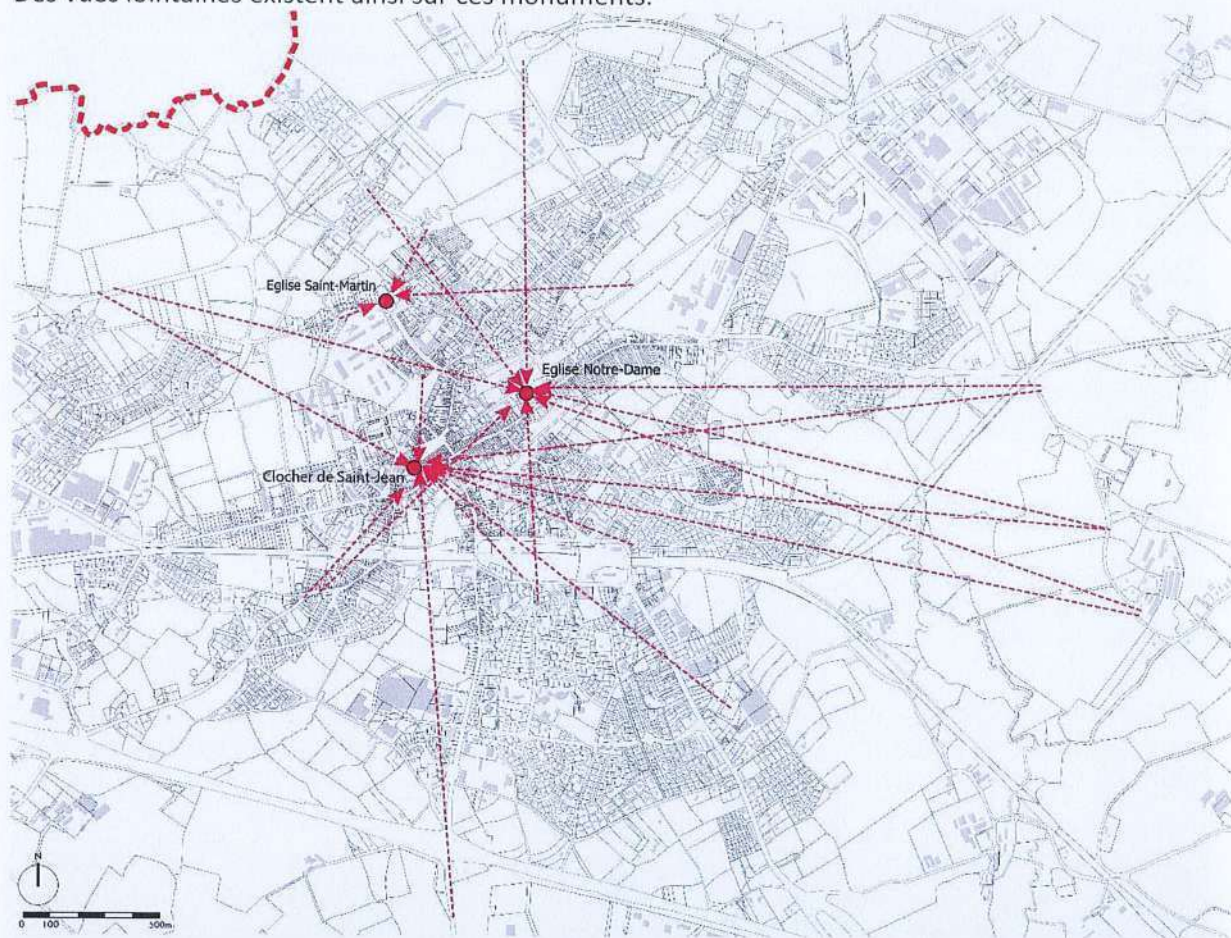 Des vues lointaines existent ainsi sur ces monuments.
Eglise Saint-Martin
Eglise Notre-Dame
Clocher de Saint-Jean
N
0 100 500m